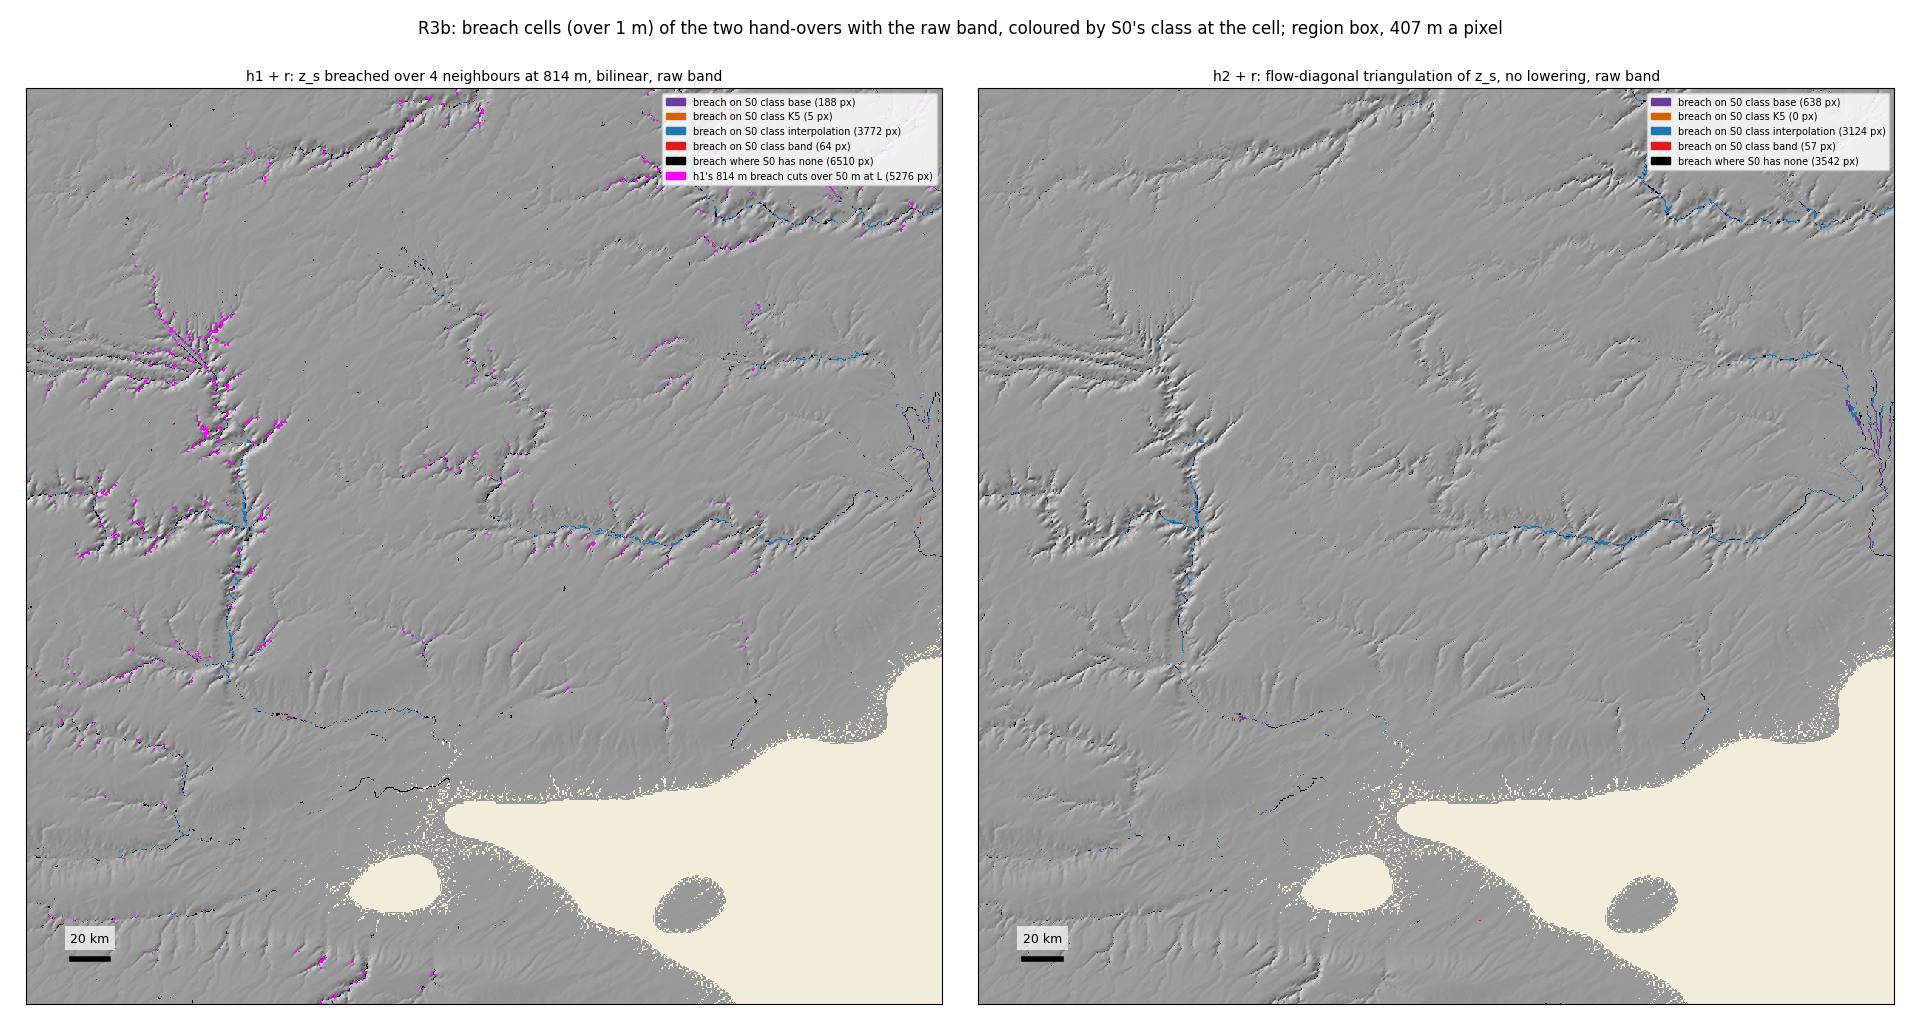 R3b: breach cells (over 1 m) of the two hand-overs with the raw band, coloured by S0's class at the cell; region box, 407 m a pixel
h1 + r: z_s breached over 4 neighbours at 814 m, bilinear, raw band
breach on S0 class base (188 px)
breach on S0 class K5 (5 px)
breach on S0 class interpolation (3772 px)
breach on S0 class band (64 px)
breach where S0 has none (6510 px)
h1's 814 m breach cuts over 50 m at L (5276 px)
20 km
h2 + r: flow-diagonal triangulation of z_s, no lowering, raw band
breach on S0 class base (638 px)
breach on S0 class K5 (0 px)
breach on S0 class interpolation (3124 px)
breach on S0 class band (57 px)
breach where S0 has none (3542 px)
20 km